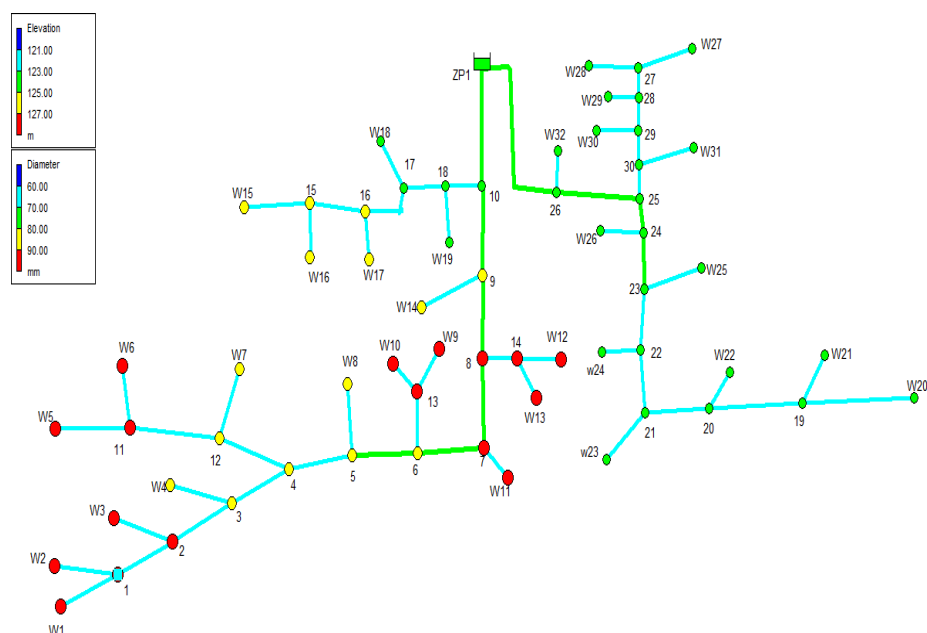 Elevation
121.00
123.00
125.00
127.00
m
Diameter
60.00
70.00
80.00
90.00
mm
ZP1
W27
W28
27
W29
28
W30
29
W32
30
W31
W18
17
18
10
26
25
W15
15
16
W26
24
W19
W16
W17
W25
9
23
W14
W6
W7
W10
W9
14
W12
8
22
w24
W8
W22
W21
W20
13
W13
W5
11
12
21
20
19
5
6
7
w23
4
W4
W11
3
W3
2
W2
1
W1